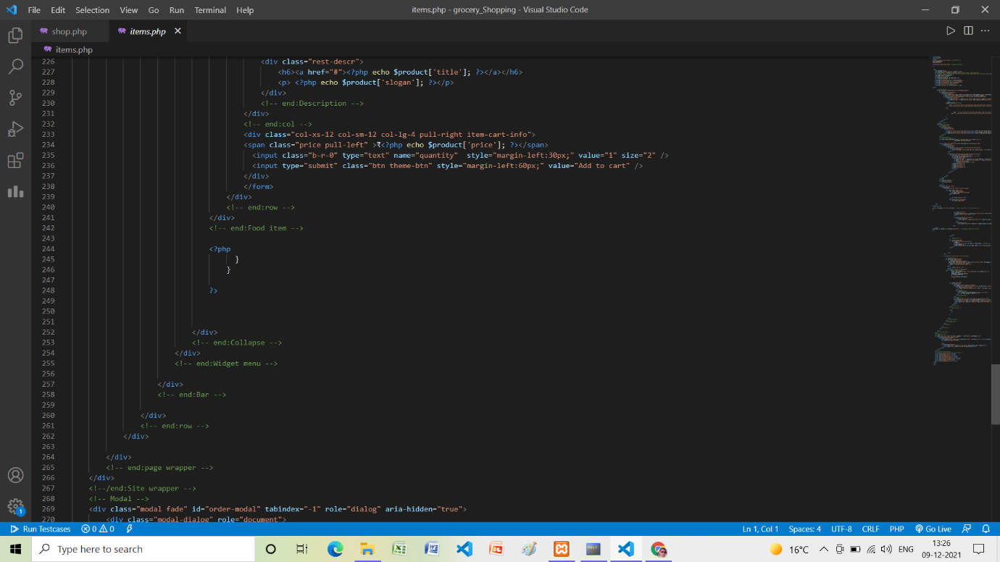 File Edit Selection View Go Run Terminal Help
items.php - grocery_Shopping - Visual Studio Code
shop.php
items.php
items.php
226 <div class="rest-descr">
227 <h6><a href="#"><?php echo $product['title']; ?></a></h6>
228 <p> <?php echo $product['slogan']; ?></p>
229 </div>
230 <!-- end:Description -->
231 </div>
232 <!-- end:col -->
233 <div class="col-xs-12 col-sm-12 col-lg-4 pull-right item-cart-info">
234 <span class="price pull-left" >₹<?php echo $product['price']; ?></span>
235 <input class="b-r-0" type="text" name="quantity"  style="margin-left:30px;" value="1" size="2" />
236 <input type="submit" class="btn theme-btn" style="margin-left:60px;" value="Add to cart" />
237 </div>
238 </form>
239 </div>
240 <!-- end:row -->
241 </div>
242 <!-- end:Food item -->
243
244 <?php
245 }
246 }
247
248 ?>
249
250
251
252 </div>
253 <!-- end:Collapse -->
254 </div>
255 <!-- end:Widget menu -->
256
257 </div>
258 <!-- end:Bar -->
259
260 </div>
261 <!-- end:row -->
262 </div>
263
264 </div>
265 <!-- end:page wrapper -->
266 </div>
267 <!--/end:Site wrapper -->
268 <!-- Modal -->
269 <div class="modal fade" id="order-modal" tabindex="-1" role="dialog" aria-hidden="true">
270 <div class="modal-dialog" role="document">
1
Run Testcases 0 0 Ln 1, Col 1 Spaces: 4 UTF-8 CRLF PHP Go Live
Type here to search
16°C ENG
13:26
09-12-2021